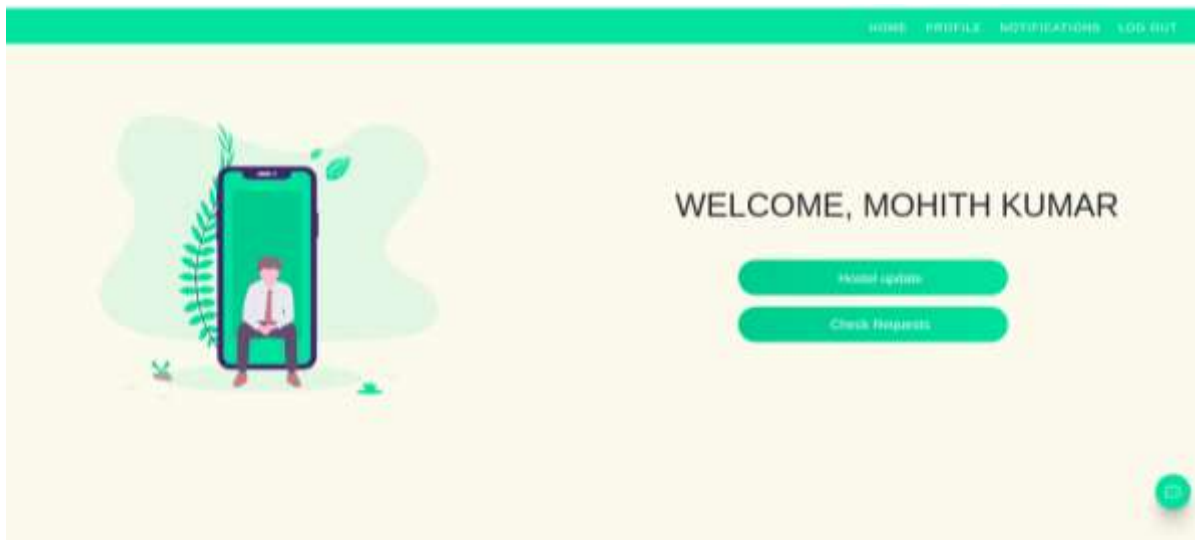 HOME PROFILE NOTIFICATIONS LOG OUT
WELCOME, MOHITH KUMAR
Hostel update
Check Requests